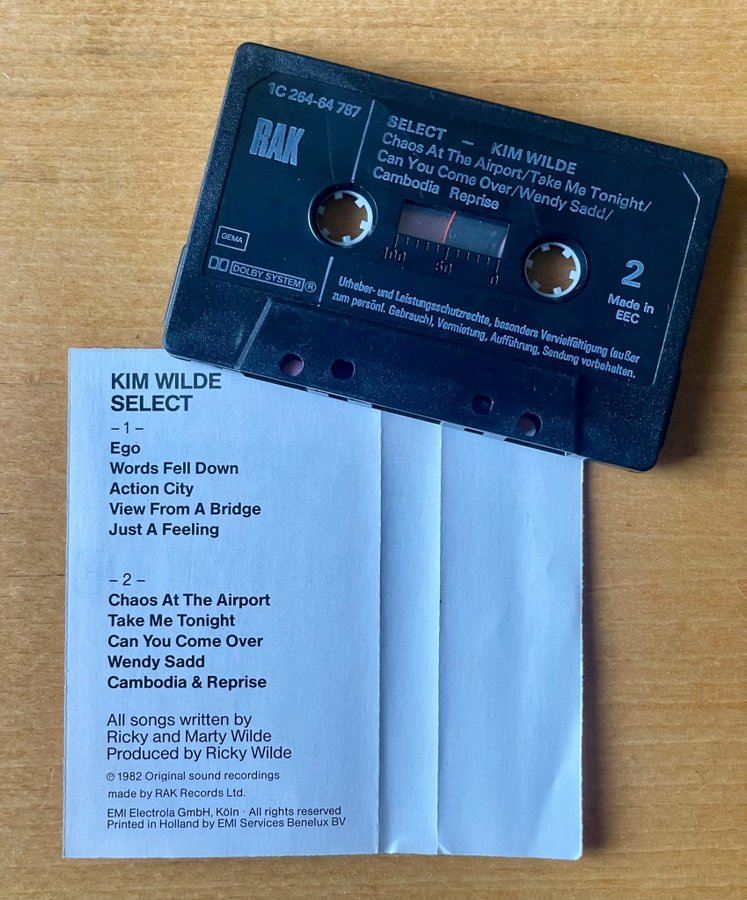 1C 264-64 787
RAK
SELECT – KIM WILDE
Chaos At The Airport/Take Me Tonight/
Can You Come Over/Wendy Sadd/
Cambodia Reprise
100 50 0
GEMA
DOLBY SYSTEM ®
2
Made in
EEC
Urheber- und Leistungsschutzrechte, besonders Vervielfältigung (außer
zum persönl. Gebrauch), Vermietung, Aufführung, Sendung vorbehalten.
KIM WILDE
SELECT
– 1 –
Ego
Words Fell Down
Action City
View From A Bridge
Just A Feeling
– 2 –
Chaos At The Airport
Take Me Tonight
Can You Come Over
Wendy Sadd
Cambodia & Reprise
All songs written by
Ricky and Marty Wilde
Produced by Ricky Wilde
℗ 1982 Original sound recordings
made by RAK Records Ltd.
EMI Electrola GmbH, Köln · All rights reserved
Printed in Holland by EMI Services Benelux BV